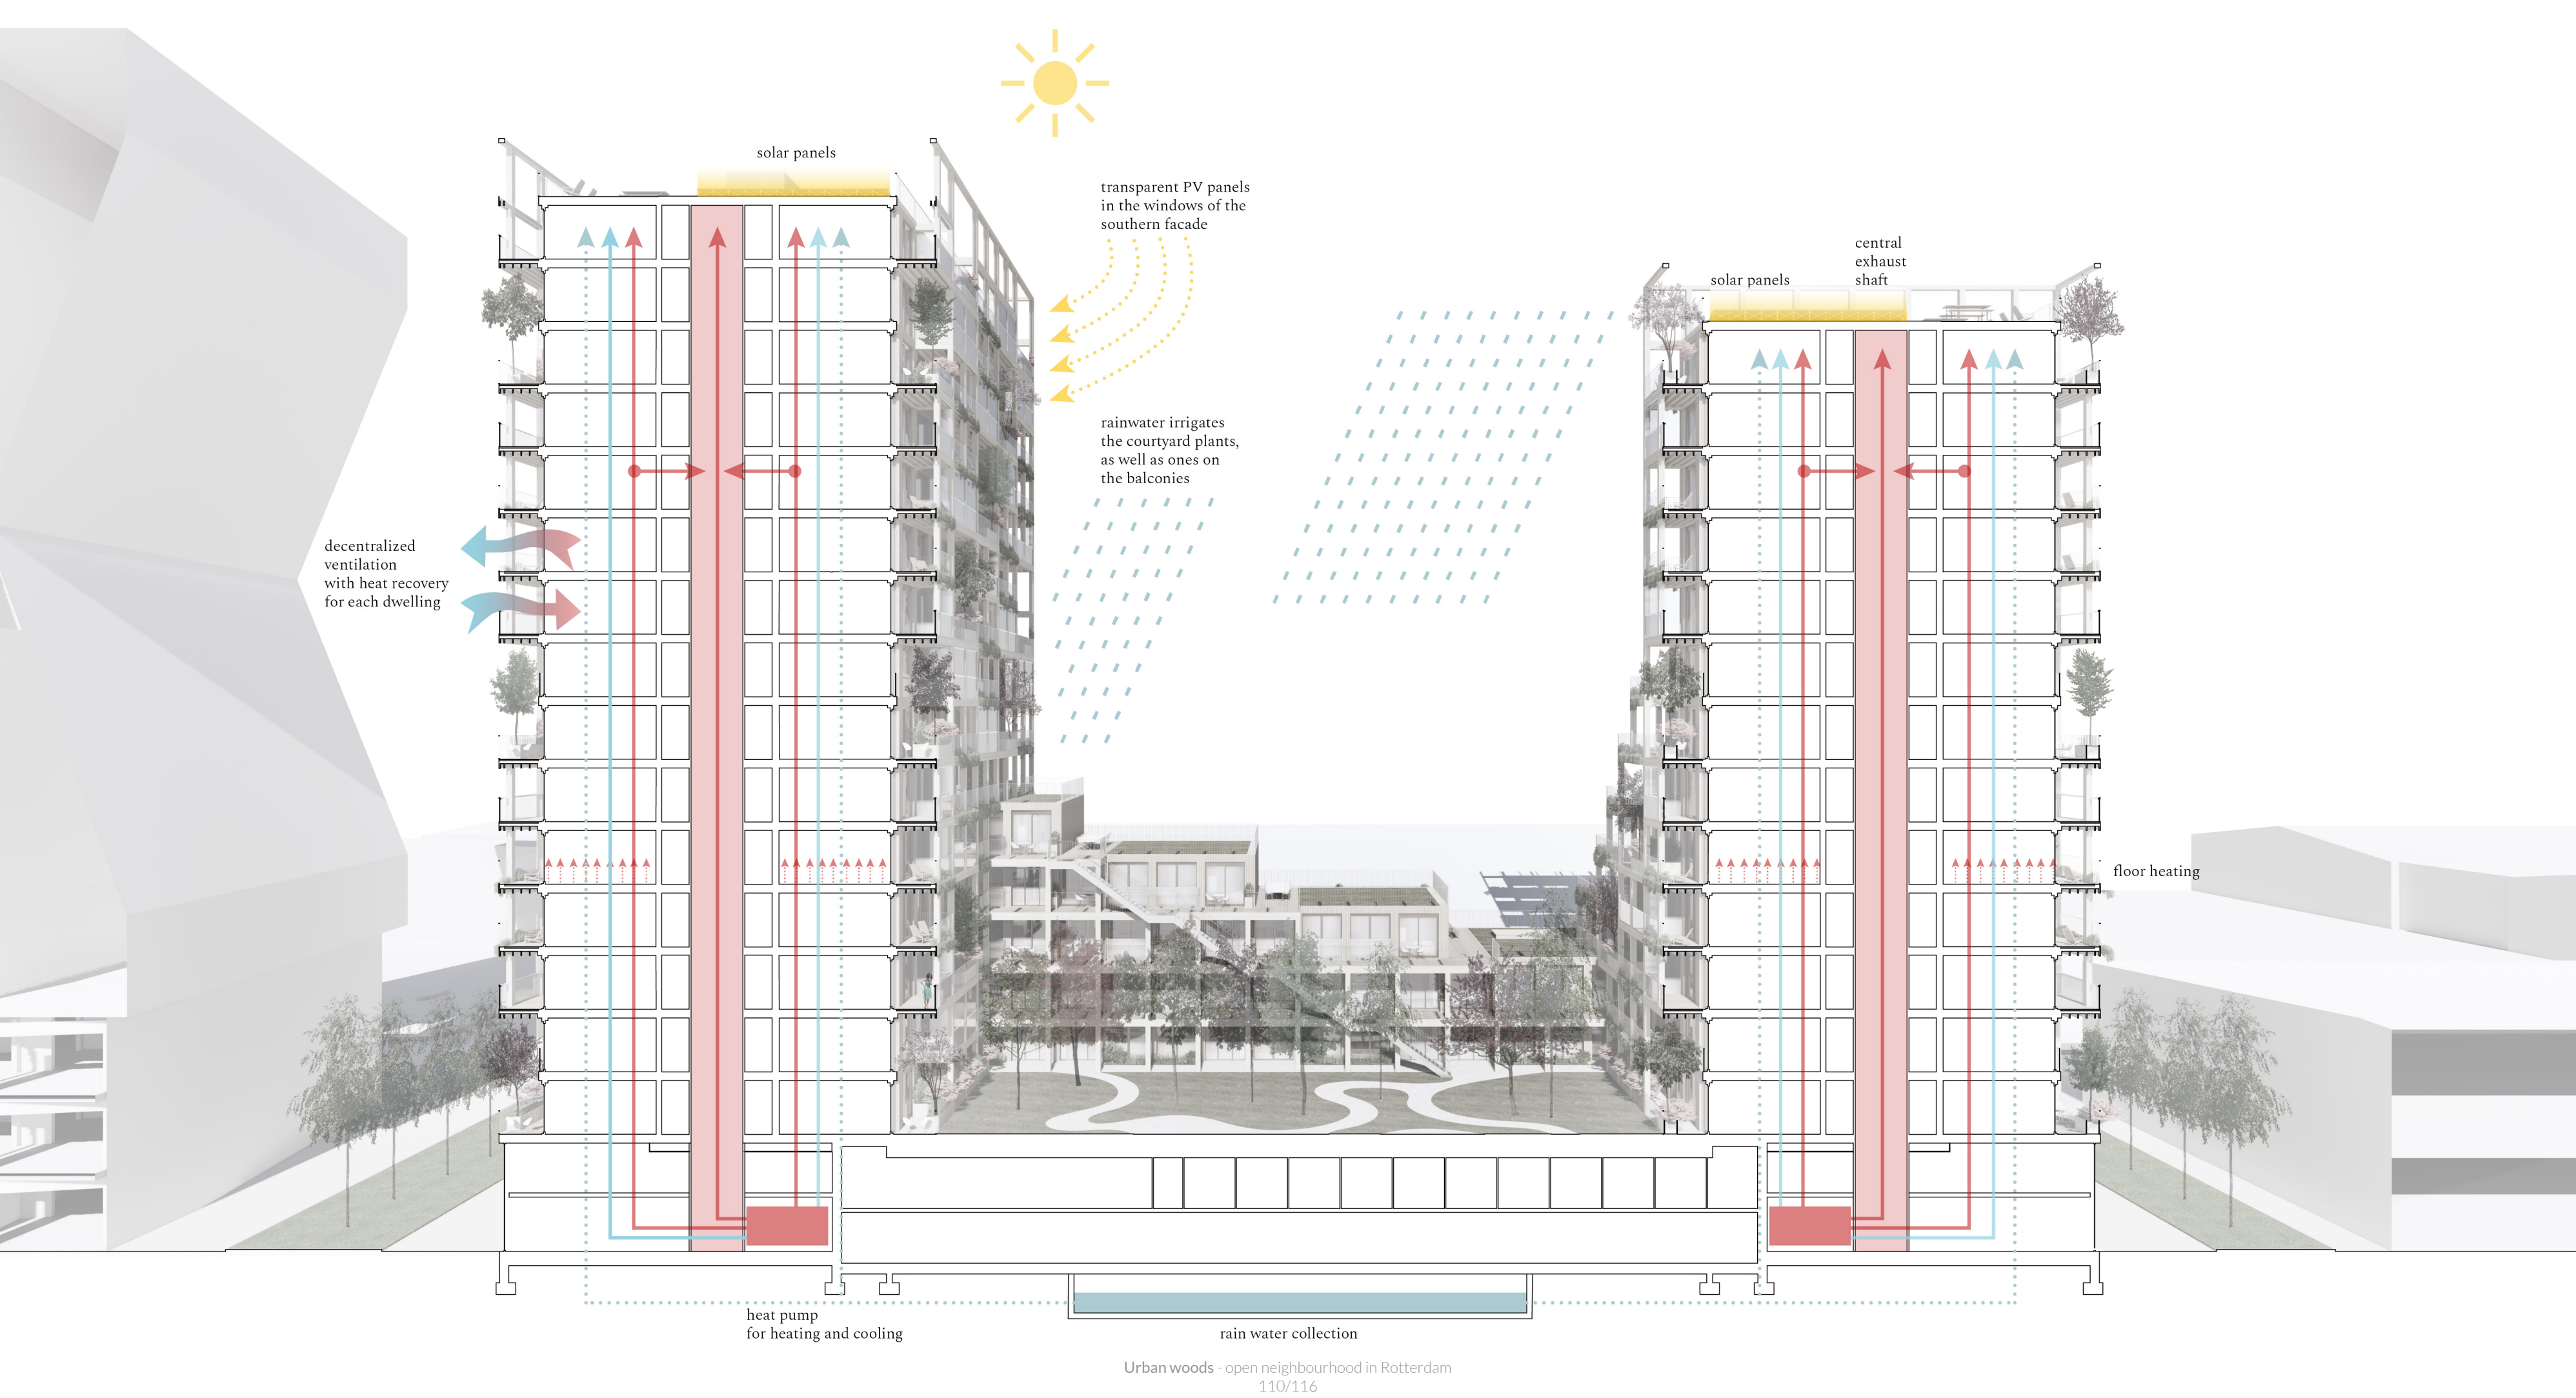 solar panels
transparent PV panels
in the windows of the
southern facade
central
exhaust
shaft
solar panels
rainwater irrigates
the courtyard plants,
as well as ones on
the balconies
decentralized
ventilation
with heat recovery
for each dwelling
floor heating
heat pump
for heating and cooling
rain water collection
Urban woods - open neighbourhood in Rotterdam
110/116